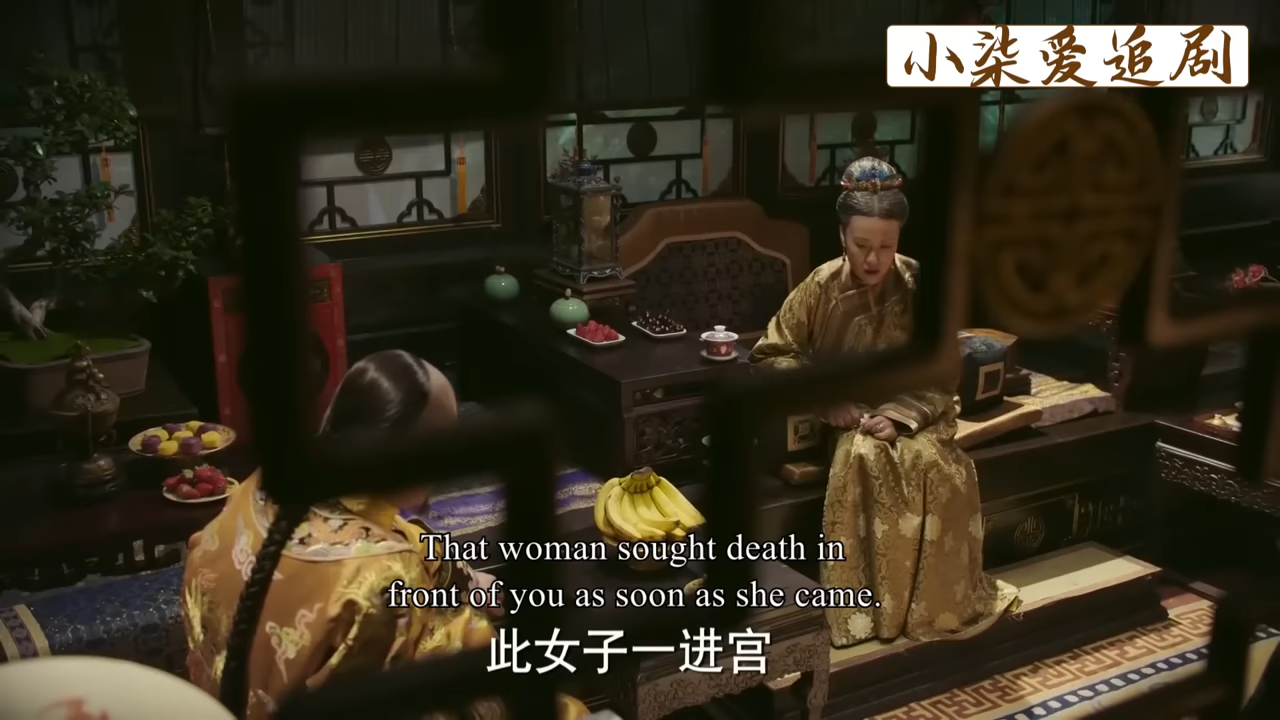 小柒爱追剧
That woman sought death in
front of you as soon as she came.
此女子一进宫